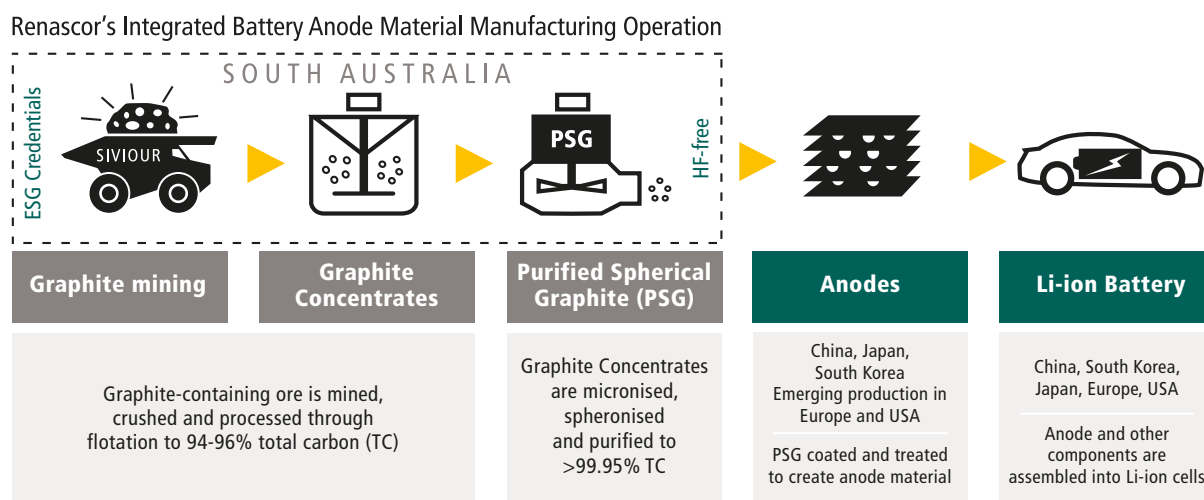 Renascor's Integrated Battery Anode Material Manufacturing Operation
SOUTH AUSTRALIA
ESG Credentials
SIVIOUR
PSG
HF-free
Graphite mining
Graphite
Concentrates
Purified Spherical
Graphite (PSG)
Anodes
Li-ion Battery
Graphite-containing ore is mined,
crushed and processed through
flotation to 94-96% total carbon (TC)
Graphite Concentrates
are micronised,
spheronised
and purified to
>99.95% TC
China, Japan,
South Korea
Emerging production in
Europe and USA
PSG coated and treated
to create anode material
China, South Korea,
Japan, Europe, USA
Anode and other
components are
assembled into Li-ion cells